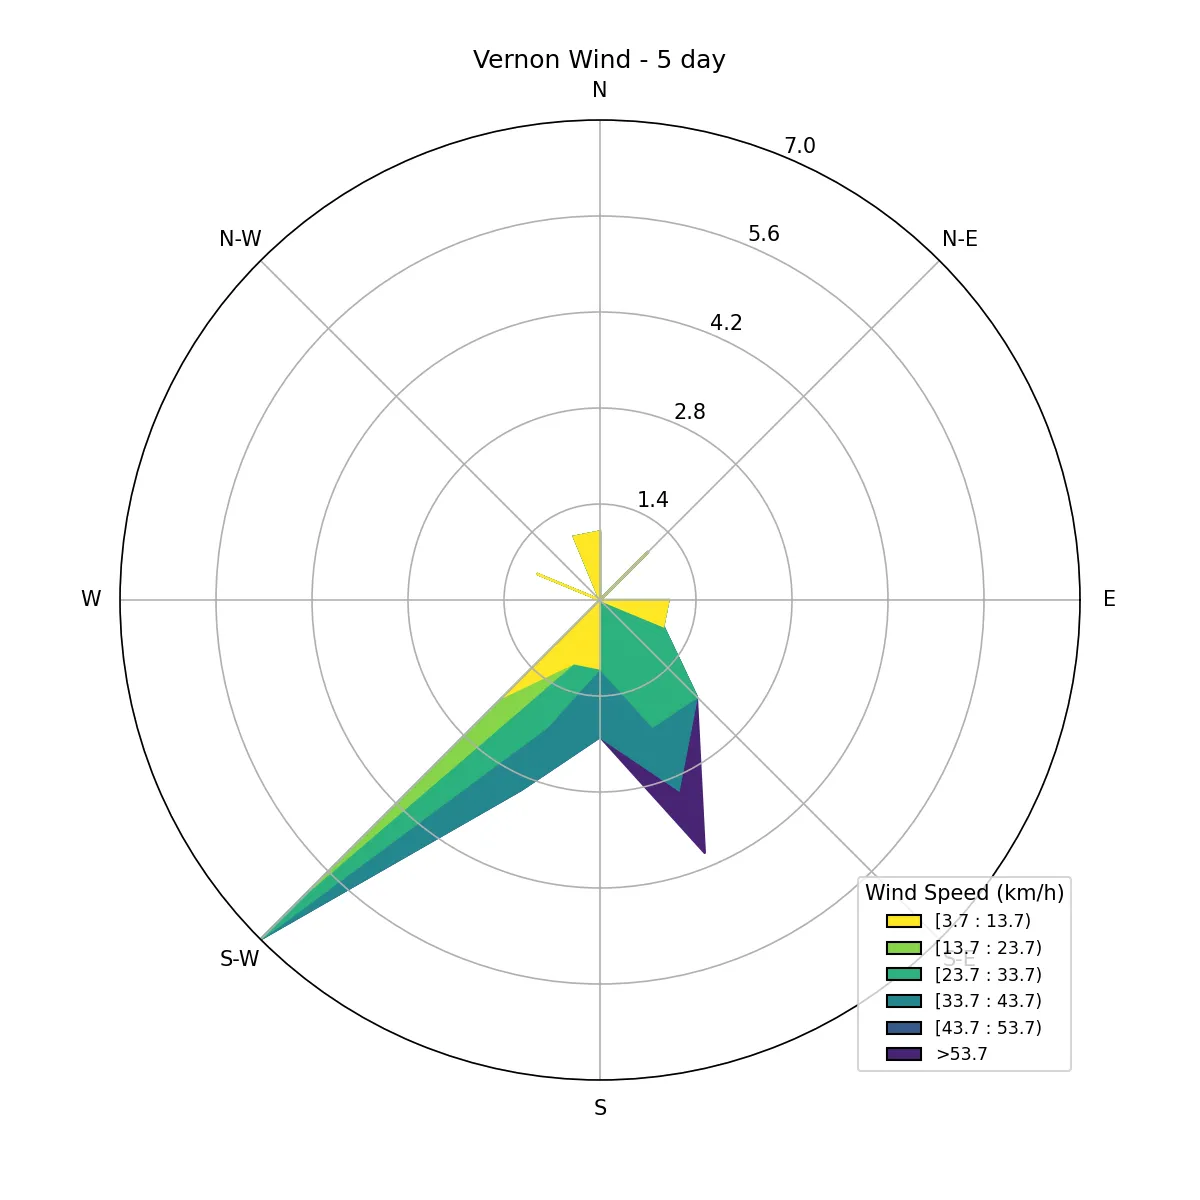 Vernon Wind - 5 day
N
7.0
N-W
5.6
N-E
4.2
2.8
1.4
W
E
S-W
S-E
S
Wind Speed (km/h)
[3.7 : 13.7)
[13.7 : 23.7)
[23.7 : 33.7)
[33.7 : 43.7)
[43.7 : 53.7)
>53.7